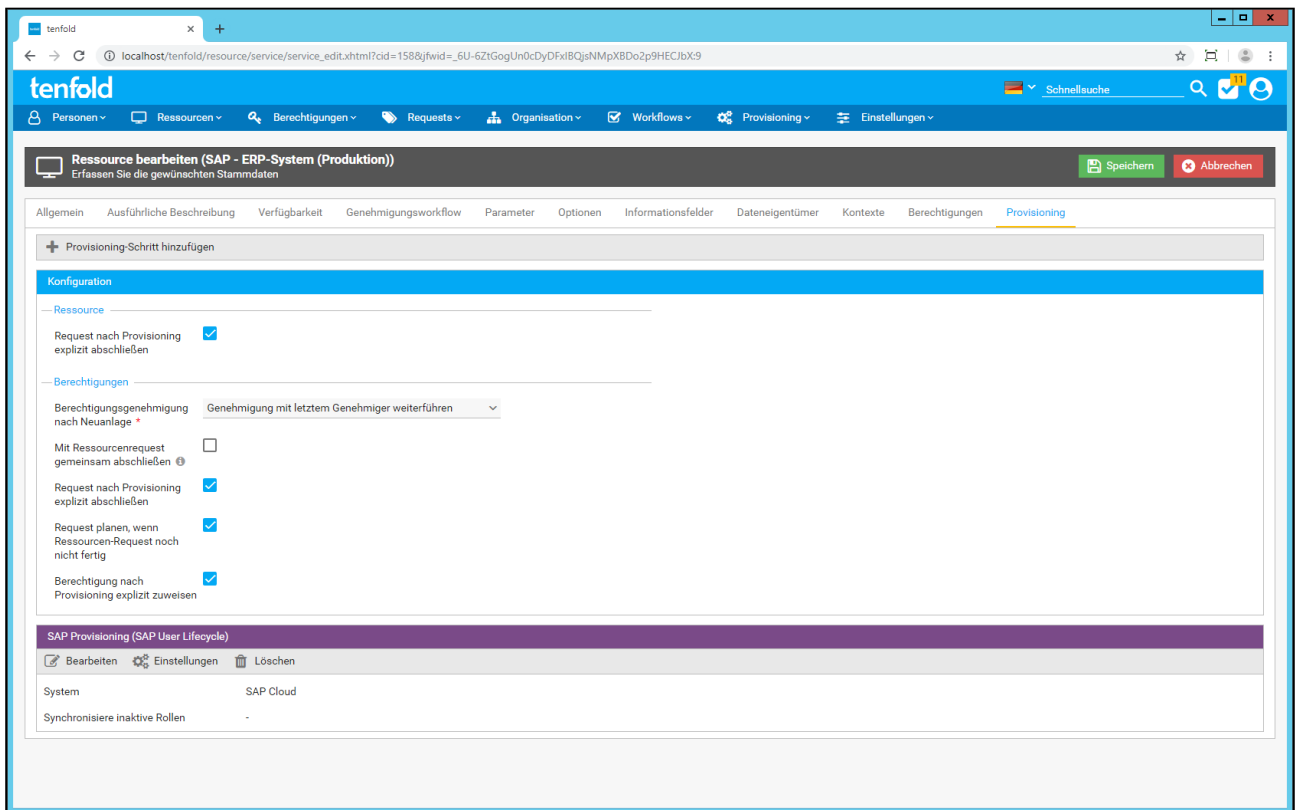 tenfold
localhost/tenfold/resource/service/service_edit.xhtml?cid=158&jfwid=_6U-6ZtGogUn0cDyDFxIBQjsNMpXBDo2p9HECJbX:9
tenfold
Schnellsuche
11
Personen
Ressourcen
Berechtigungen
Requests
Organisation
Workflows
Provisioning
Einstellungen
Ressource bearbeiten (SAP - ERP-System (Produktion))
Erfassen Sie die gewünschten Stammdaten
Speichern
Abbrechen
Allgemein
Ausführliche Beschreibung
Verfügbarkeit
Genehmigungsworkflow
Parameter
Optionen
Informationsfelder
Dateneigentümer
Kontexte
Berechtigungen
Provisioning
Provisioning-Schritt hinzufügen
Konfiguration
Ressource
Request nach Provisioning
explizit abschließen
Berechtigungen
Berechtigungsgenehmigung
nach Neuanlage *
Genehmigung mit letztem Genehmiger weiterführen
Mit Ressourcenrequest
gemeinsam abschließen
Request nach Provisioning
explizit abschließen
Request planen, wenn
Ressourcen-Request noch
nicht fertig
Berechtigung nach
Provisioning explizit zuweisen
SAP Provisioning (SAP User Lifecycle)
Bearbeiten
Einstellungen
Löschen
System
SAP Cloud
Synchronisiere inaktive Rollen
-